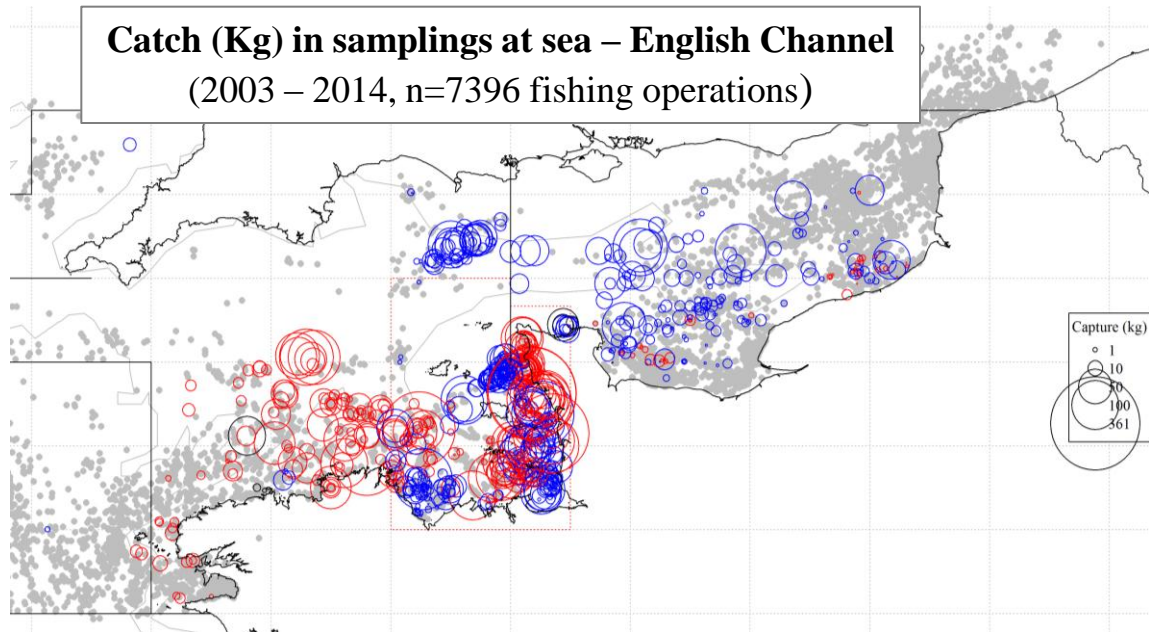 Catch (Kg) in samplings at sea – English Channel
(2003 – 2014, n=7396 fishing operations)
Capture (kg)
1
10
50
100
361